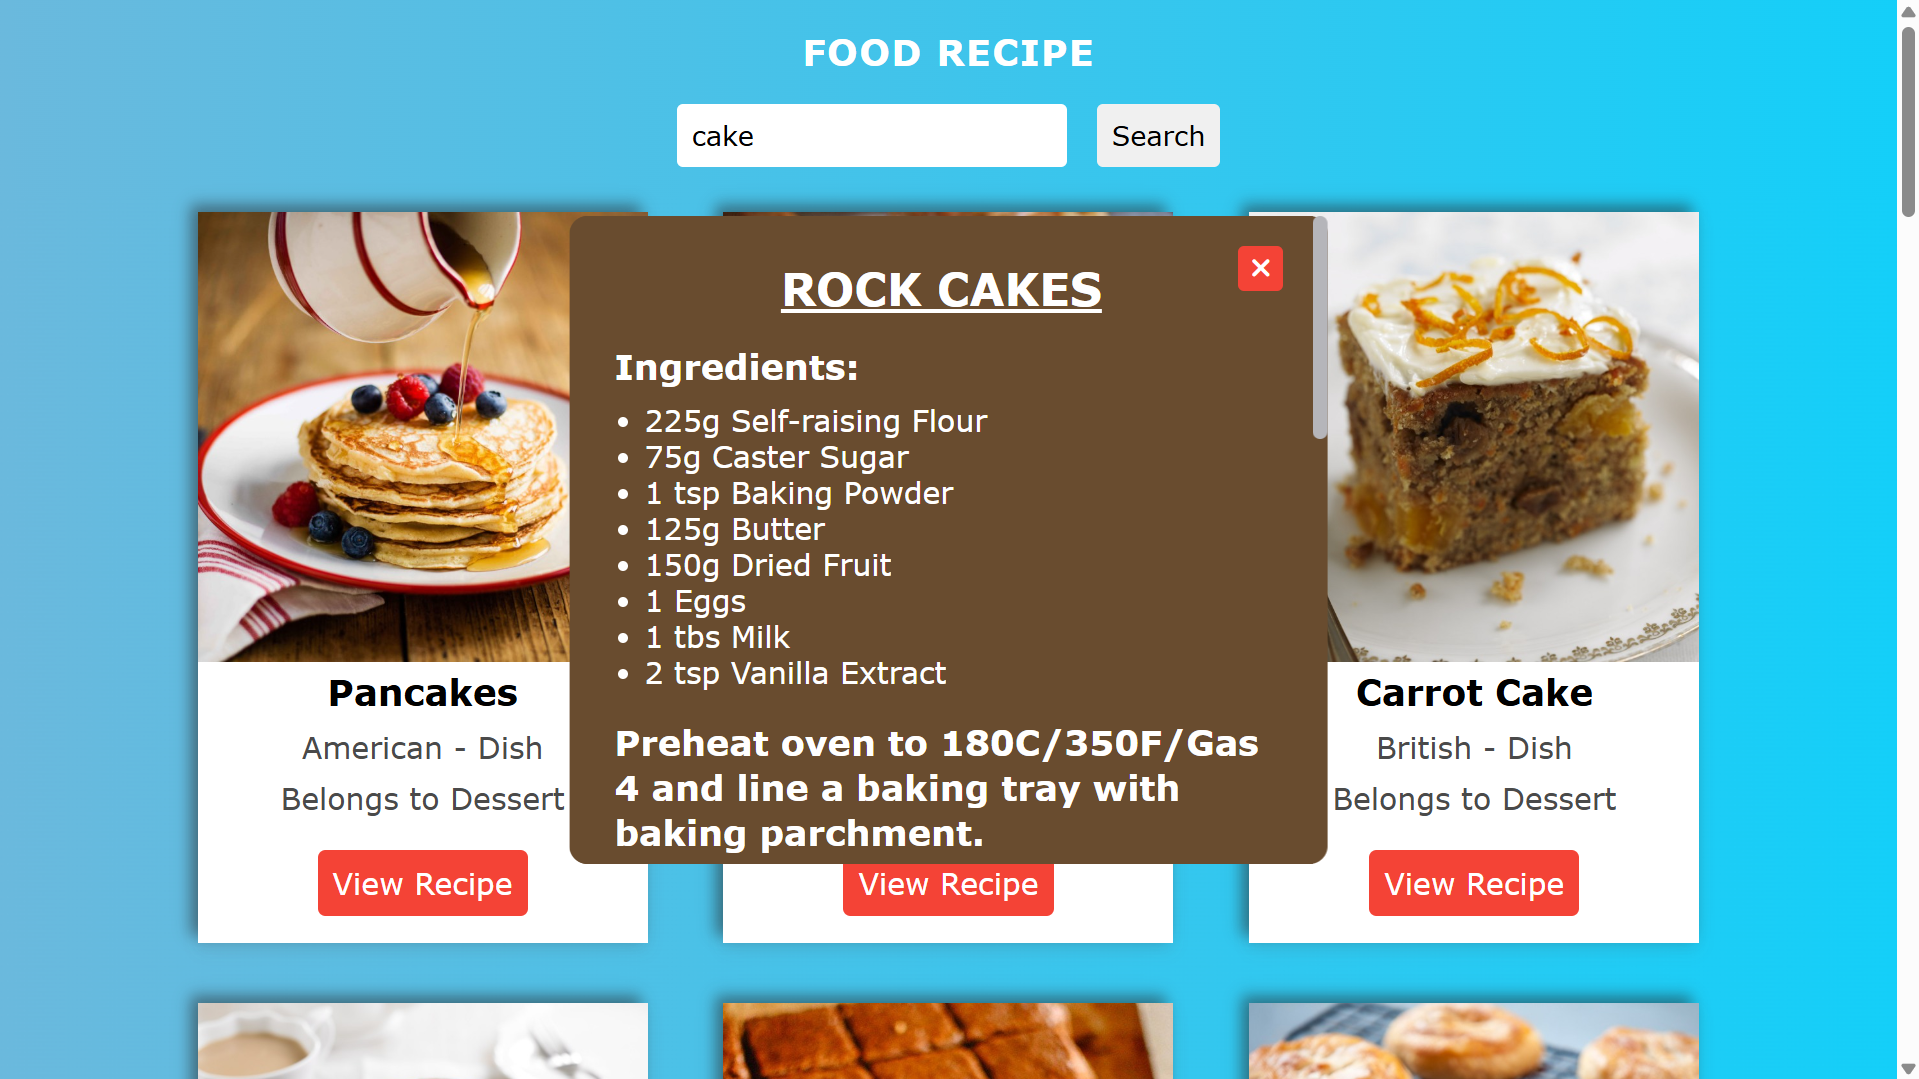 FOOD RECIPE
cake
Search
ROCK CAKES
Ingredients:
225g Self-raising Flour
75g Caster Sugar
1 tsp Baking Powder
125g Butter
150g Dried Fruit
1 Eggs
1 tbs Milk
2 tsp Vanilla Extract
Preheat oven to 180C/350F/Gas
4 and line a baking tray with
baking parchment.
Pancakes
American - Dish
Belongs to Dessert
View Recipe
View Recipe
Carrot Cake
British - Dish
Belongs to Dessert
View Recipe